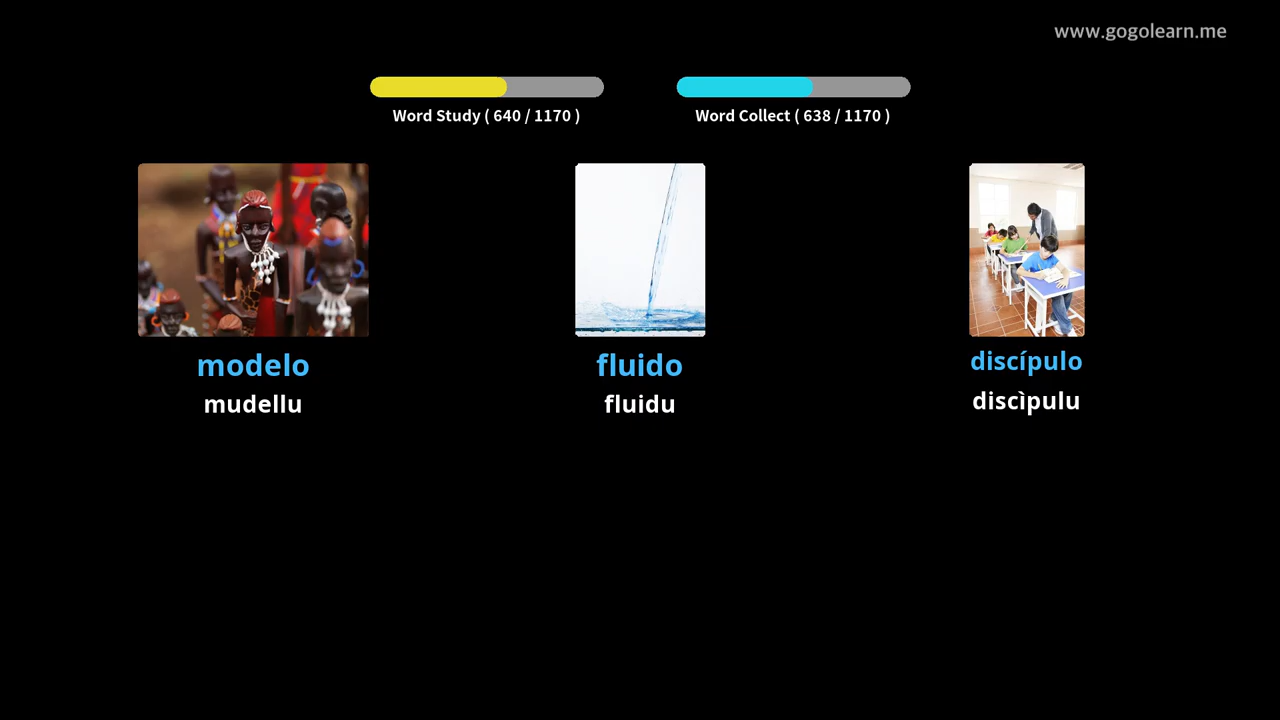 www.gogolearn.me
Word Study ( 640 / 1170 )
Word Collect ( 638 / 1170 )
modelo
mudellu
fluido
fluidu
discípulo
discìpulu